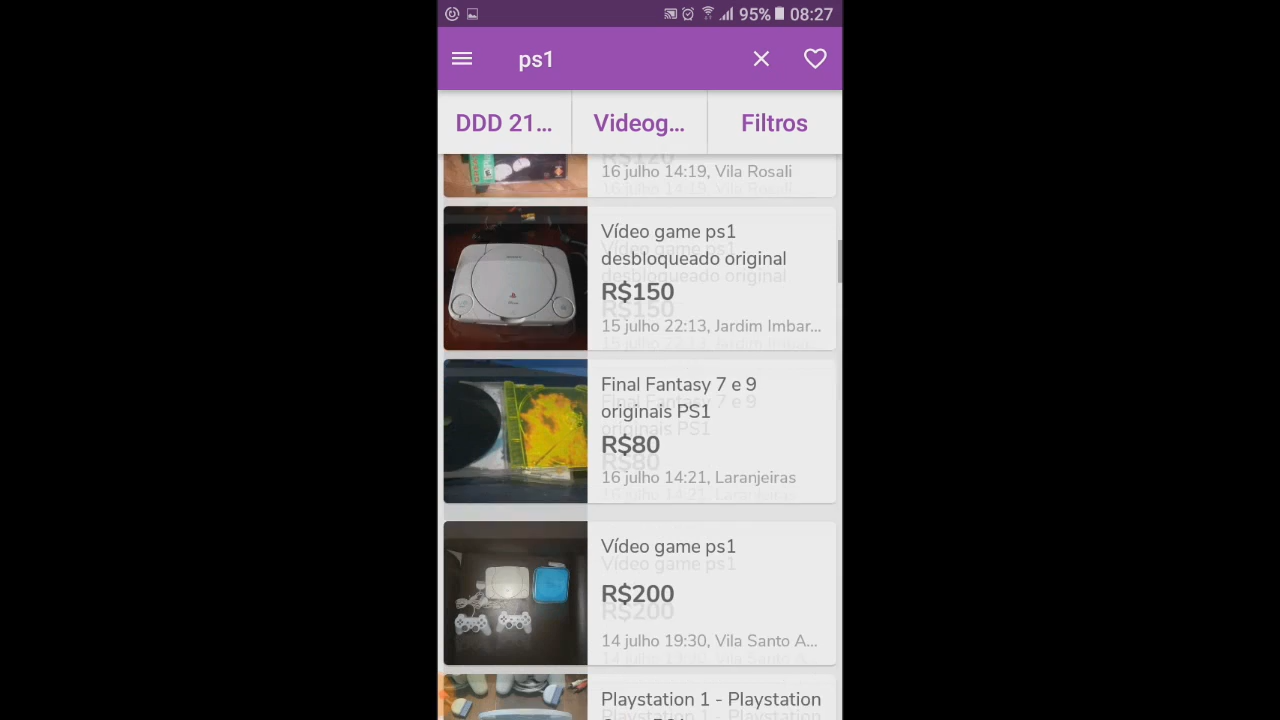 95% 08:27
ps1
DDD 21... Videog... Filtros
R$120
16 julho 14:19, Vila Rosali
Vídeo game ps1
desbloqueado original
R$150
15 julho 22:13, Jardim Imbar...
Final Fantasy 7 e 9
originais PS1
R$80
16 julho 14:21, Laranjeiras
Vídeo game ps1
R$200
14 julho 19:30, Vila Santo A...
Playstation 1 - Playstation